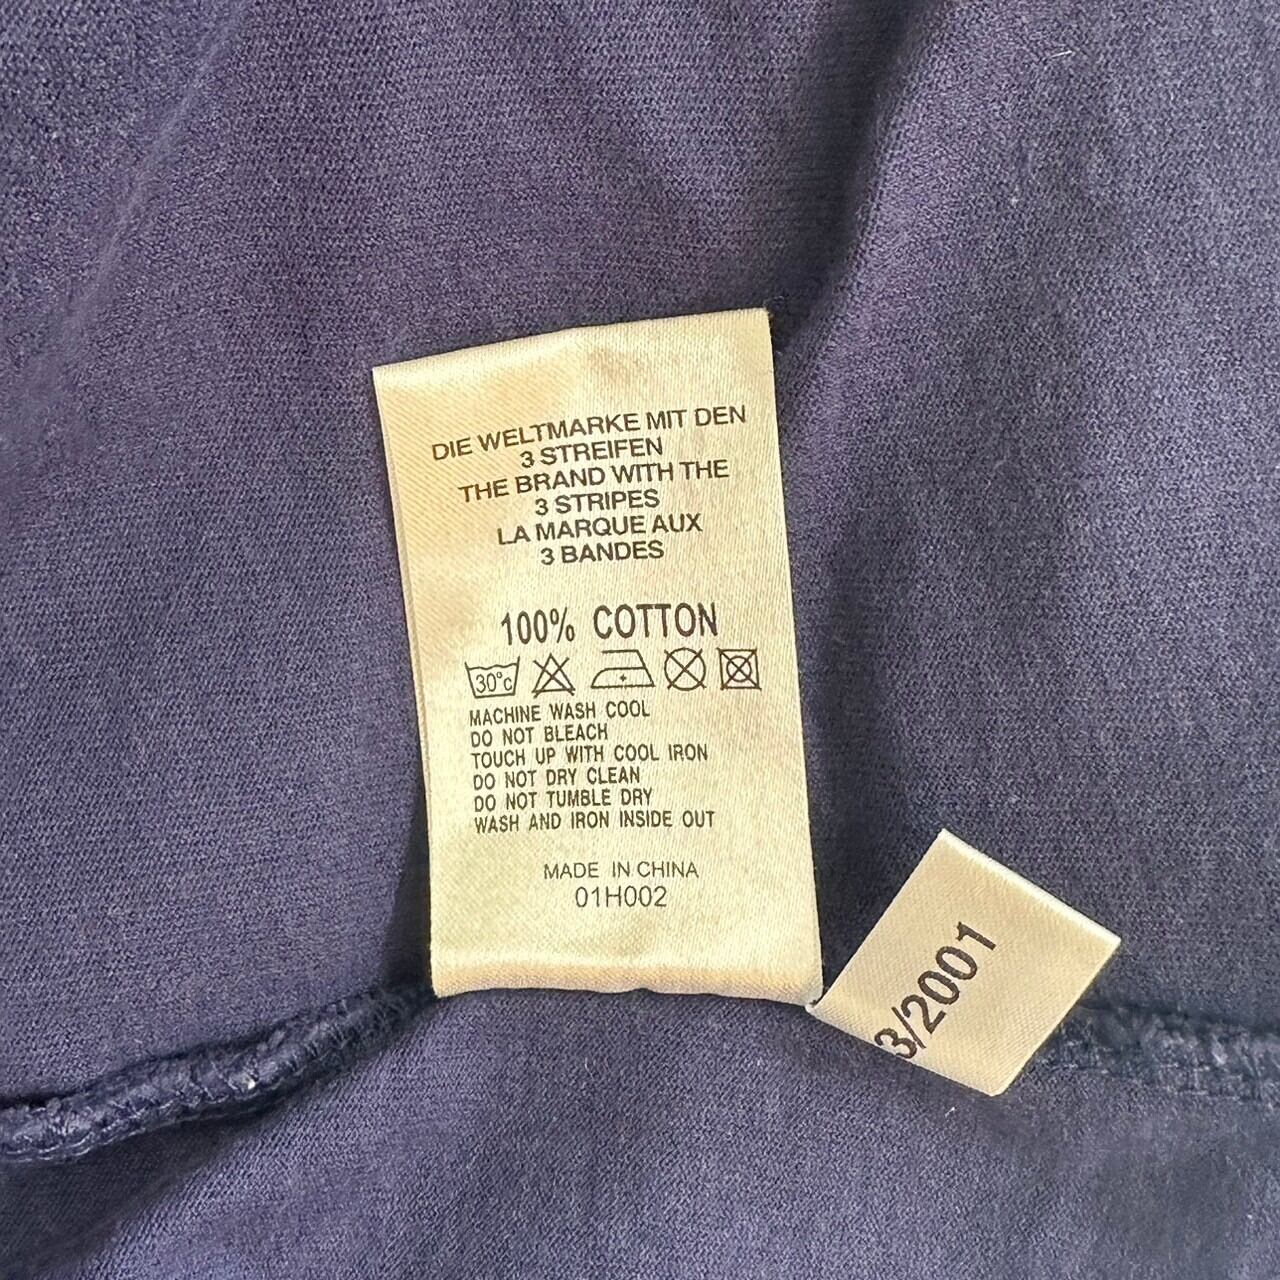 DIE WELTMARKE MIT DEN
3 STREIFEN
THE BRAND WITH THE
3 STRIPES
LA MARQUE AUX
3 BANDES
100% COTTON
30°c
MACHINE WASH COOL
DO NOT BLEACH
TOUCH UP WITH COOL IRON
DO NOT DRY CLEAN
DO NOT TUMBLE DRY
WASH AND IRON INSIDE OUT
MADE IN CHINA
01H002
3/2001